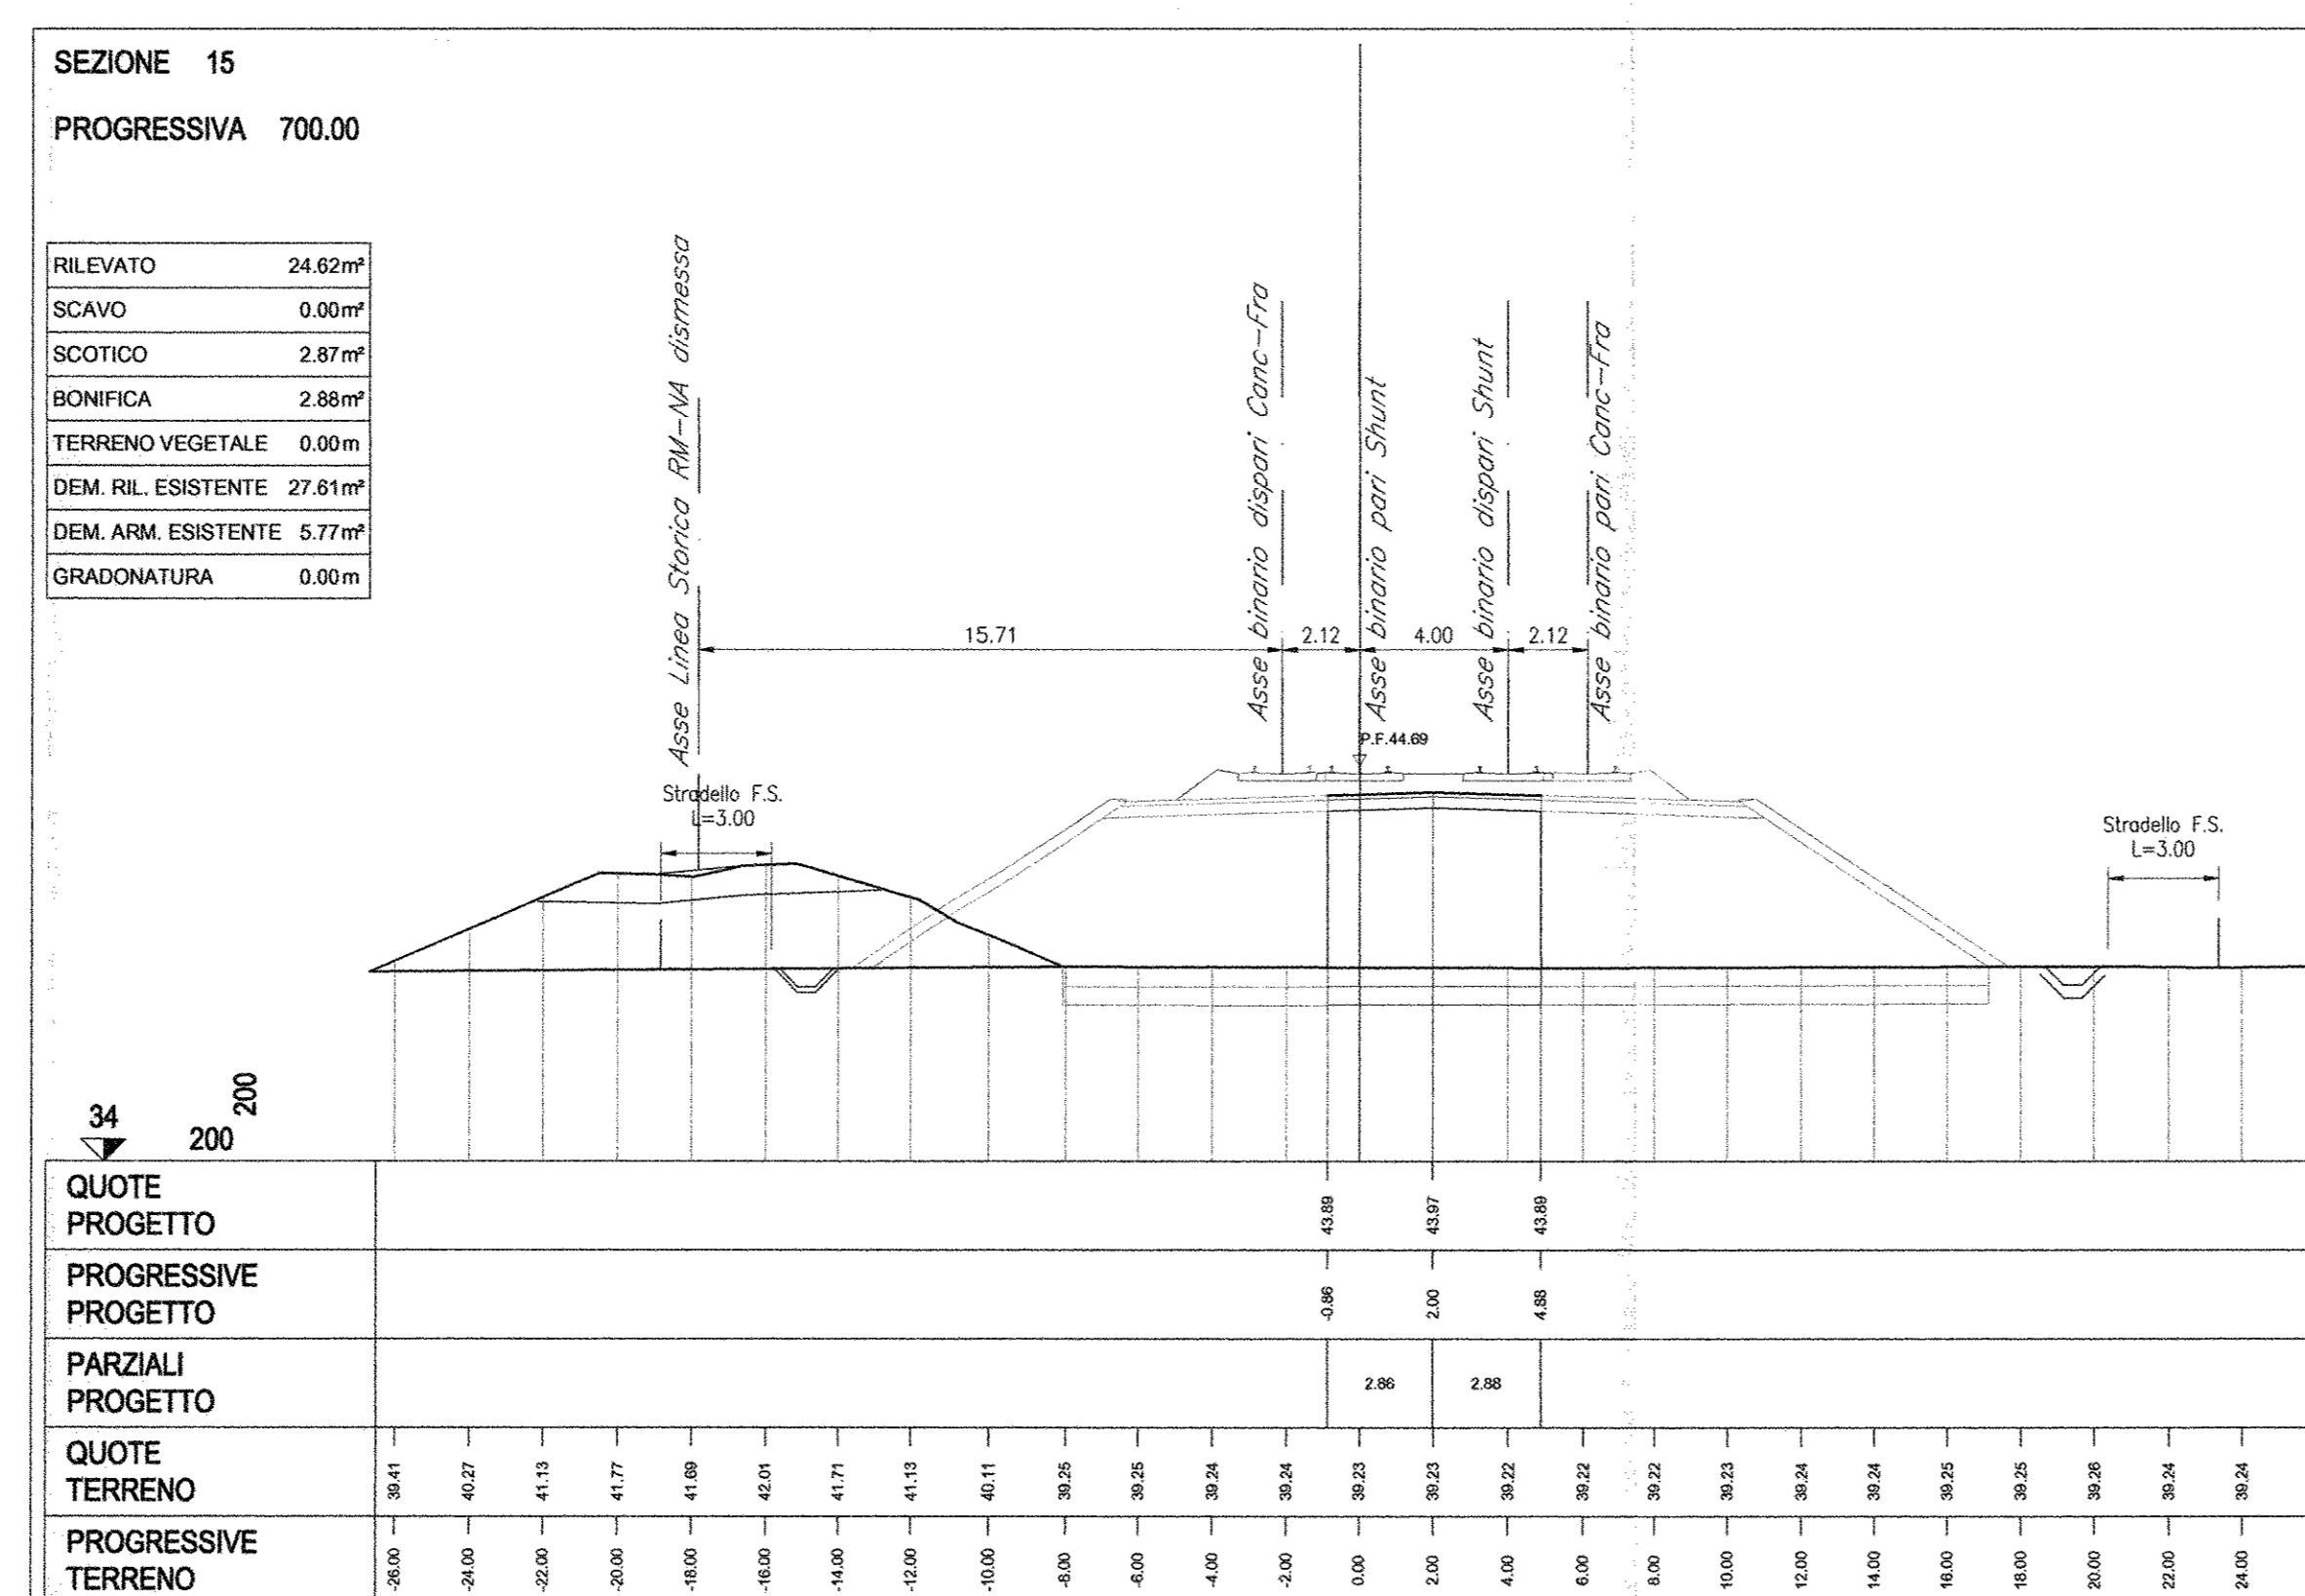 SEZIONE 15
PROGRESSIVA 700.00
RILEVATO 24.62m²
SCAVO 0.00m²
SCOTICO 2.87m²
BONIFICA 2.88m²
TERRENO VEGETALE 0.00m
DEM. RIL. ESISTENTE 27.61m²
DEM. ARM. ESISTENTE 5.77m²
GRADONATURA 0.00m
Asse Linea Storica RM-NA dismessa
Asse binario dispari Canc-Fra
Asse binario pari Shunt
Asse binario dispari Shunt
Asse binario pari Canc-Fra
15.71 2.12 4.00 2.12
P.F.44.69
Stradello F.S.
L=3.00
Stradello F.S.
L=3.00
34
200
200
QUOTE
PROGETTO
43.89 43.97 43.89
PROGRESSIVE
PROGETTO
-0.86 2.00 4.88
PARZIALI
PROGETTO
2.86 2.88
QUOTE
TERRENO
39.41 40.27 41.13 41.77 41.69 42.01 41.71 41.13 40.11 39.25 39.25 39.24 39.24 39.23 39.23 39.22 39.22 39.22 39.23 39.24 39.24 39.25 39.25 39.26 39.24 39.24
PROGRESSIVE
TERRENO
-26.00 -24.00 -22.00 -20.00 -18.00 -16.00 -14.00 -12.00 -10.00 -8.00 -6.00 -4.00 -2.00 0.00 2.00 4.00 6.00 8.00 10.00 12.00 14.00 16.00 18.00 20.00 22.00 24.00